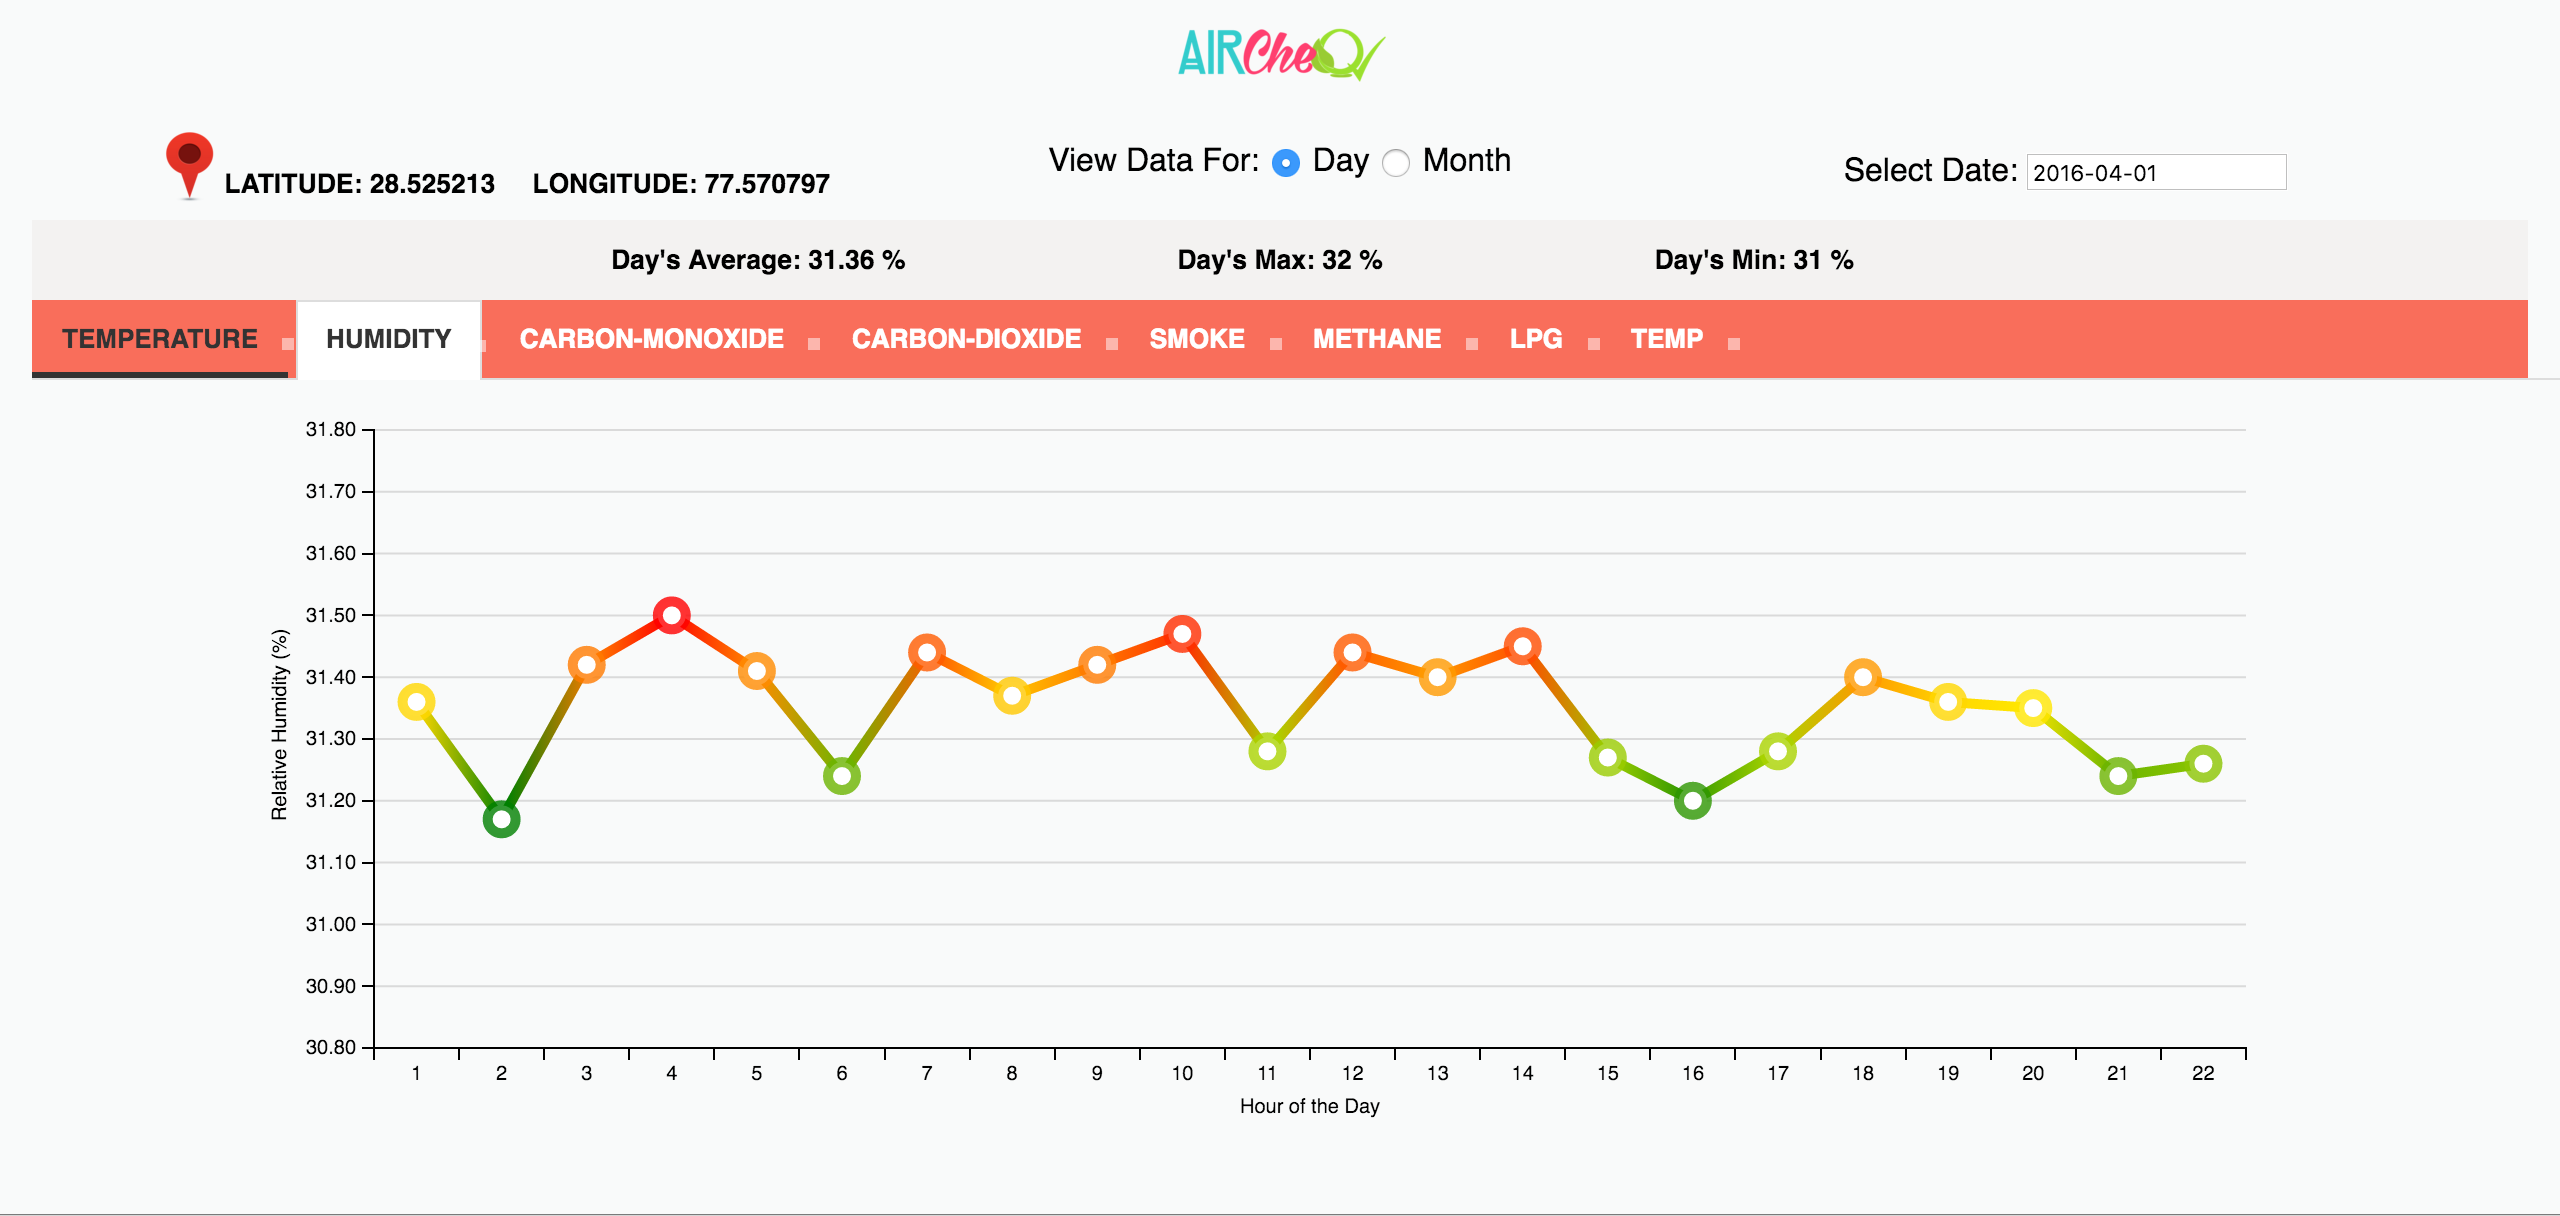 AIRCheQ
LATITUDE: 28.525213 LONGITUDE: 77.570797
View Data For: Day Month
Select Date: 2016-04-01
Day's Average: 31.36 % Day's Max: 32 % Day's Min: 31 %
TEMPERATURE HUMIDITY CARBON-MONOXIDE CARBON-DIOXIDE SMOKE METHANE LPG TEMP
31.80
31.70
31.60
31.50
31.40
31.30
31.20
31.10
31.00
30.90
30.80
Relative Humidity (%)
1 2 3 4 5 6 7 8 9 10 11 12 13 14 15 16 17 18 19 20 21 22
Hour of the Day